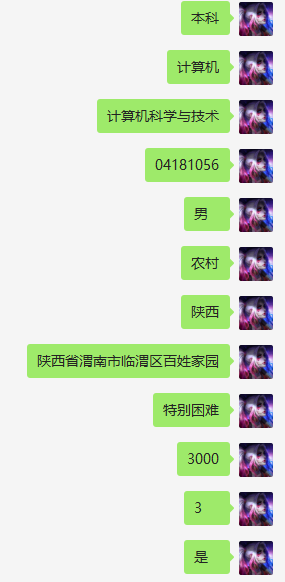 本科
计算机
计算机科学与技术
04181056
男
农村
陕西
陕西省渭南市临渭区百姓家园
特别困难
3000
3
是